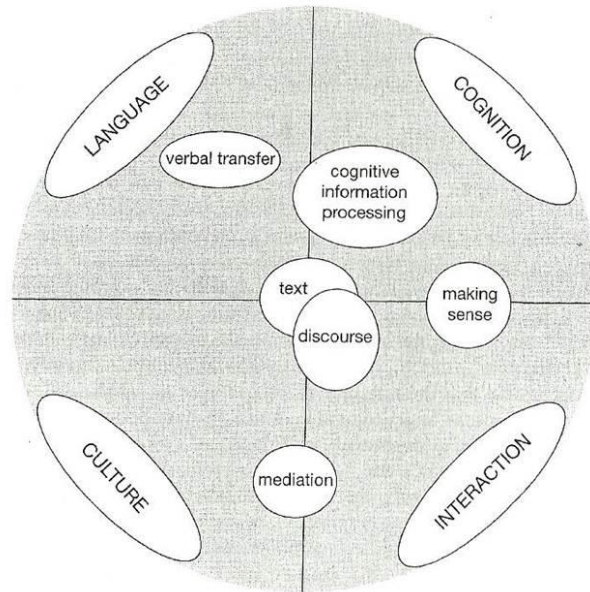 LANGUAGE
COGNITION
verbal transfer
cognitive
information
processing
text
making
sense
discourse
CULTURE
mediation
INTERACTION